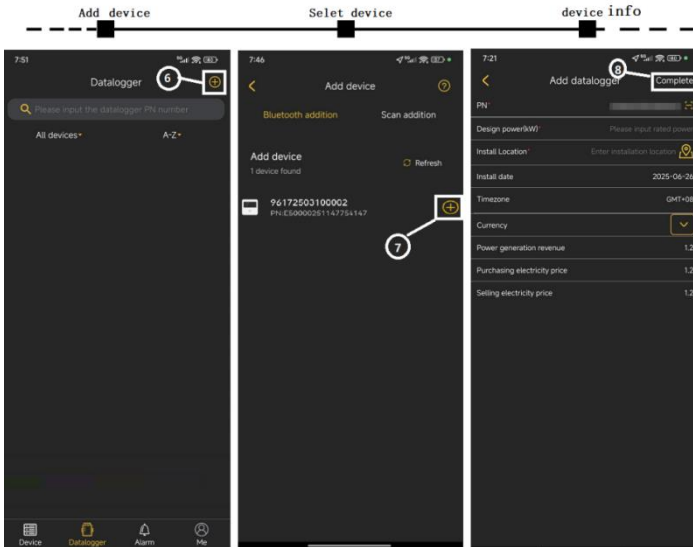 Add device
Selet device
device info
7:51
Datalogger
6
Please input the datalogger PN number
All devices
A-Z
Device
Datalogger
Alarm
Me
7:46
Add device
Bluetooth addition
Scan addition
Add device
1 device found
Refresh
96172503100002
PN:E50000251147754147
7
7:21
8
Add datalogger
Complete
PN*
Design power(kW)*
Please input rated power
Install Location*
Enter installation location
Install date
2025-06-26
Timezone
GMT+08
Currency
Power generation revenue
1.2
Purchasing electricity price
1.2
Selling electricity price
1.2